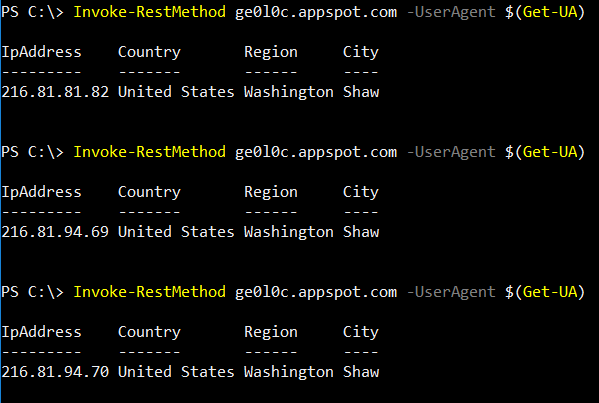 PS C:\> Invoke-RestMethod ge0l0c.appspot.com -UserAgent $(Get-UA)
IpAddress Country Region City
--------- ------- ------ ----
216.81.81.82 United States Washington Shaw
PS C:\> Invoke-RestMethod ge0l0c.appspot.com -UserAgent $(Get-UA)
IpAddress Country Region City
--------- ------- ------ ----
216.81.94.69 United States Washington Shaw
PS C:\> Invoke-RestMethod ge0l0c.appspot.com -UserAgent $(Get-UA)
IpAddress Country Region City
--------- ------- ------ ----
216.81.94.70 United States Washington Shaw